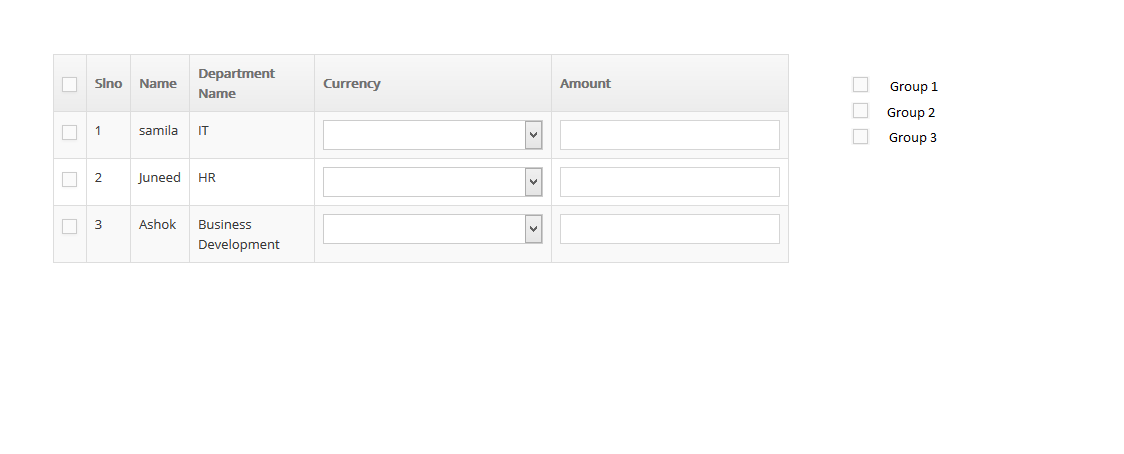 Slno Name Department Name Currency Amount
1 samila IT
2 Juneed HR
3 Ashok Business Development
Group 1
Group 2
Group 3